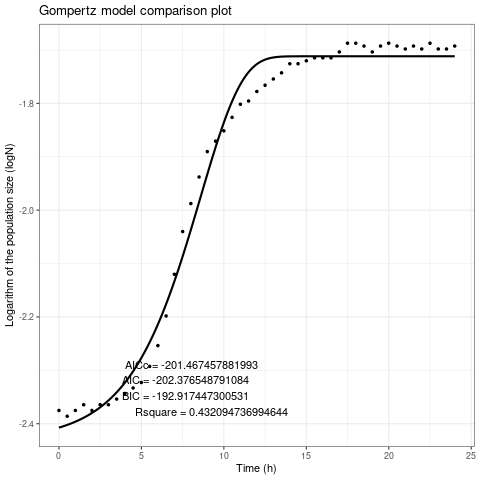 Gompertz model comparison plot
Logarithm of the population size (logN)
-1.8
-2.0
-2.2
-2.4
AICc = -201.467457881993
AIC = -202.376548791084
BIC = -192.917447300531
Rsquare = 0.432094736994644
0 5 10 15 20 25
Time (h)